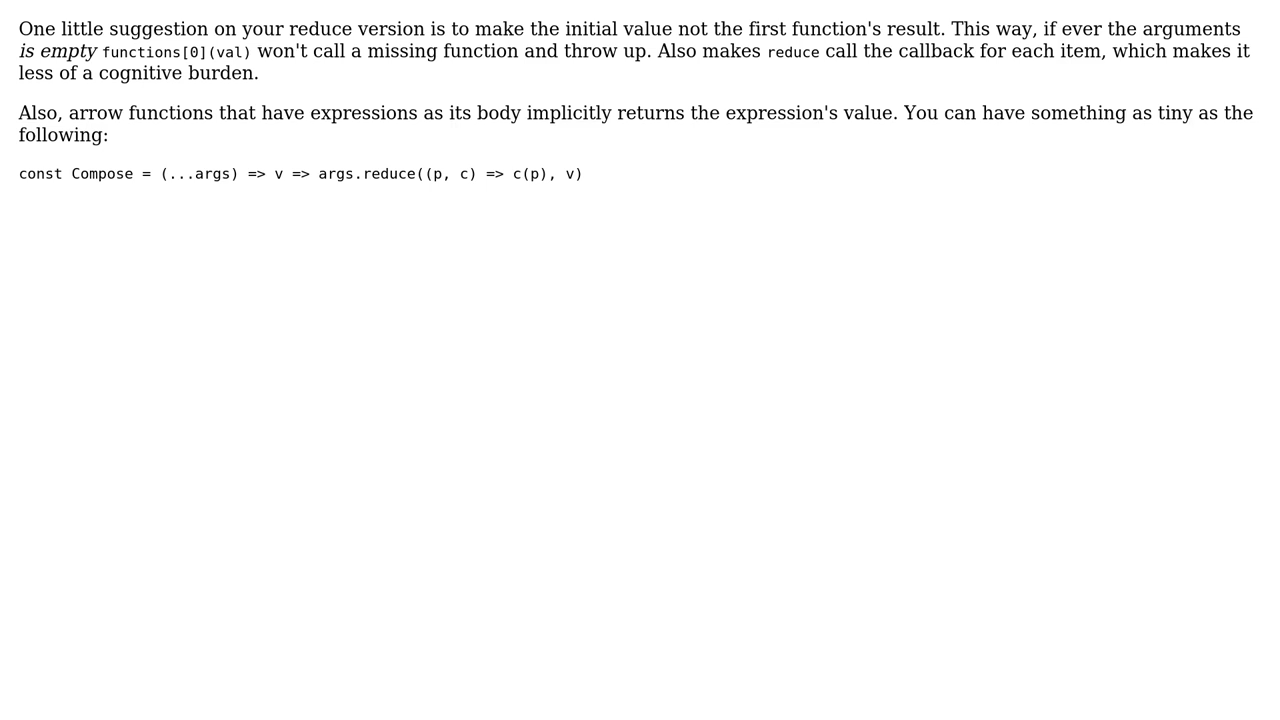 One little suggestion on your reduce version is to make the initial value not the first function's result. This way, if ever the arguments
is empty functions[0](val) won't call a missing function and throw up. Also makes reduce call the callback for each item, which makes it
less of a cognitive burden.
Also, arrow functions that have expressions as its body implicitly returns the expression's value. You can have something as tiny as the
following:
const Compose = (...args) => v => args.reduce((p, c) => c(p), v)